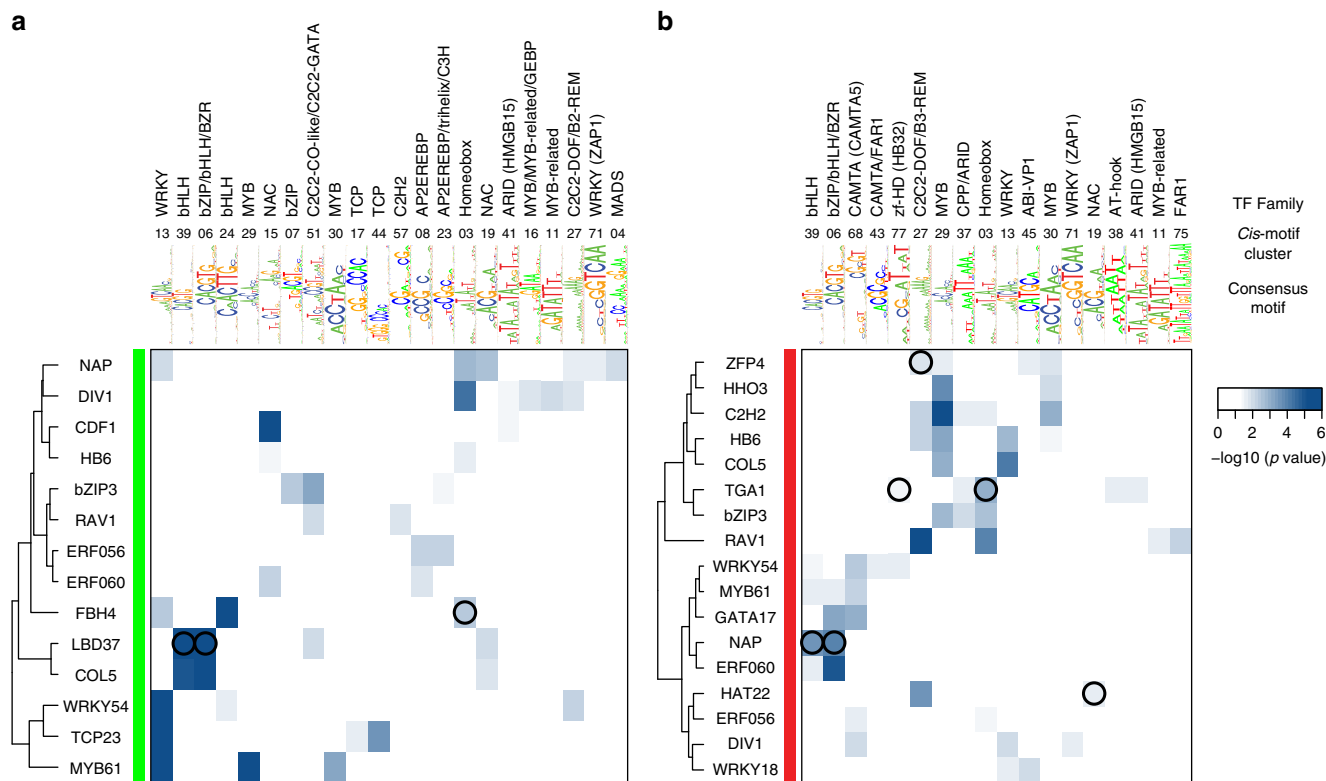 a
WRKY
bHLH
bZIP/bHLH/BZR
bHLH
MYB
NAC
bZIP
C2C2-CO-like/C2C2-GATA
MYB
TCP
TCP
C2H2
AP2EREBP
AP2EREBP/trihelix/C3H
Homeobox
NAC
ARID (HMGB15)
MYB/MYB-related/GEBP
MYB-related
C2C2-DOF/B2-REM
WRKY (ZAP1)
MADS
13 39 06 24 29 15 07 51 30 17 44 57 08 23 03 19 41 16 11 27 71 04
NAP
DIV1
CDF1
HB6
bZIP3
RAV1
ERF056
ERF060
FBH4
LBD37
COL5
WRKY54
TCP23
MYB61
b
bHLH
bZIP/bHLH/BZR
CAMTA (CAMTA5)
CAMTA/FAR1
zf-HD (HB32)
C2C2-DOF/B3-REM
MYB
CPP/ARID
Homeobox
WRKY
ABI-VP1
MYB
WRKY (ZAP1)
NAC
AT-hook
ARID (HMGB15)
MYB-related
FAR1
39 06 68 43 77 27 29 37 03 13 45 30 71 19 38 41 11 75
ZFP4
HHO3
C2H2
HB6
COL5
TGA1
bZIP3
RAV1
WRKY54
MYB61
GATA17
NAP
ERF060
HAT22
ERF056
DIV1
WRKY18
TF Family
Cis-motif
cluster
Consensus
motif
0 2 4 6
−log10 (p value)